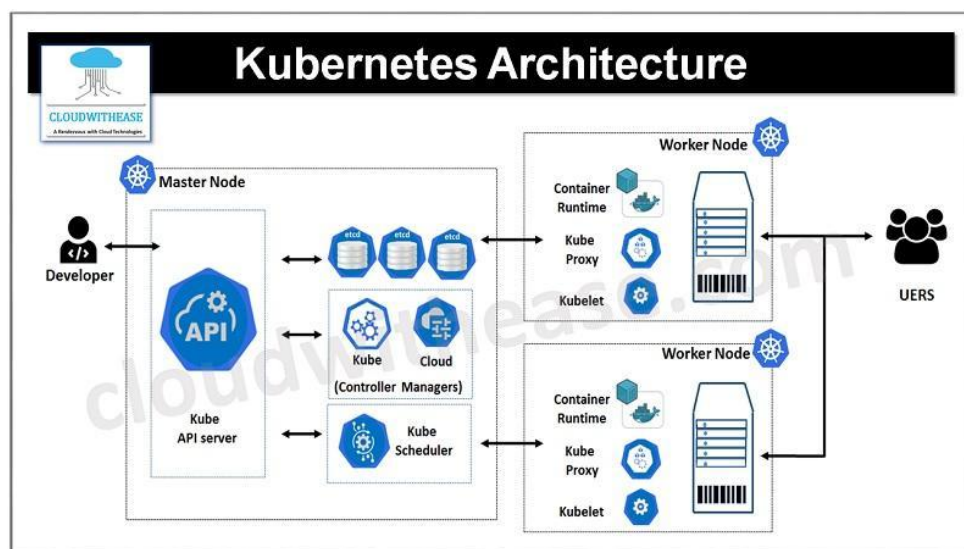 Kubernetes Architecture
CLOUDWITHEASE
A Rendezvous with Cloud Technologies
Master Node
Developer
API
Kube
API server
etcd
etcd
etcd
Kube
Cloud
(Controller Managers)
Kube
Scheduler
Worker Node
Container
Runtime
Kube
Proxy
Kubelet
Worker Node
Container
Runtime
Kube
Proxy
Kubelet
UERS
cloudwithease.com